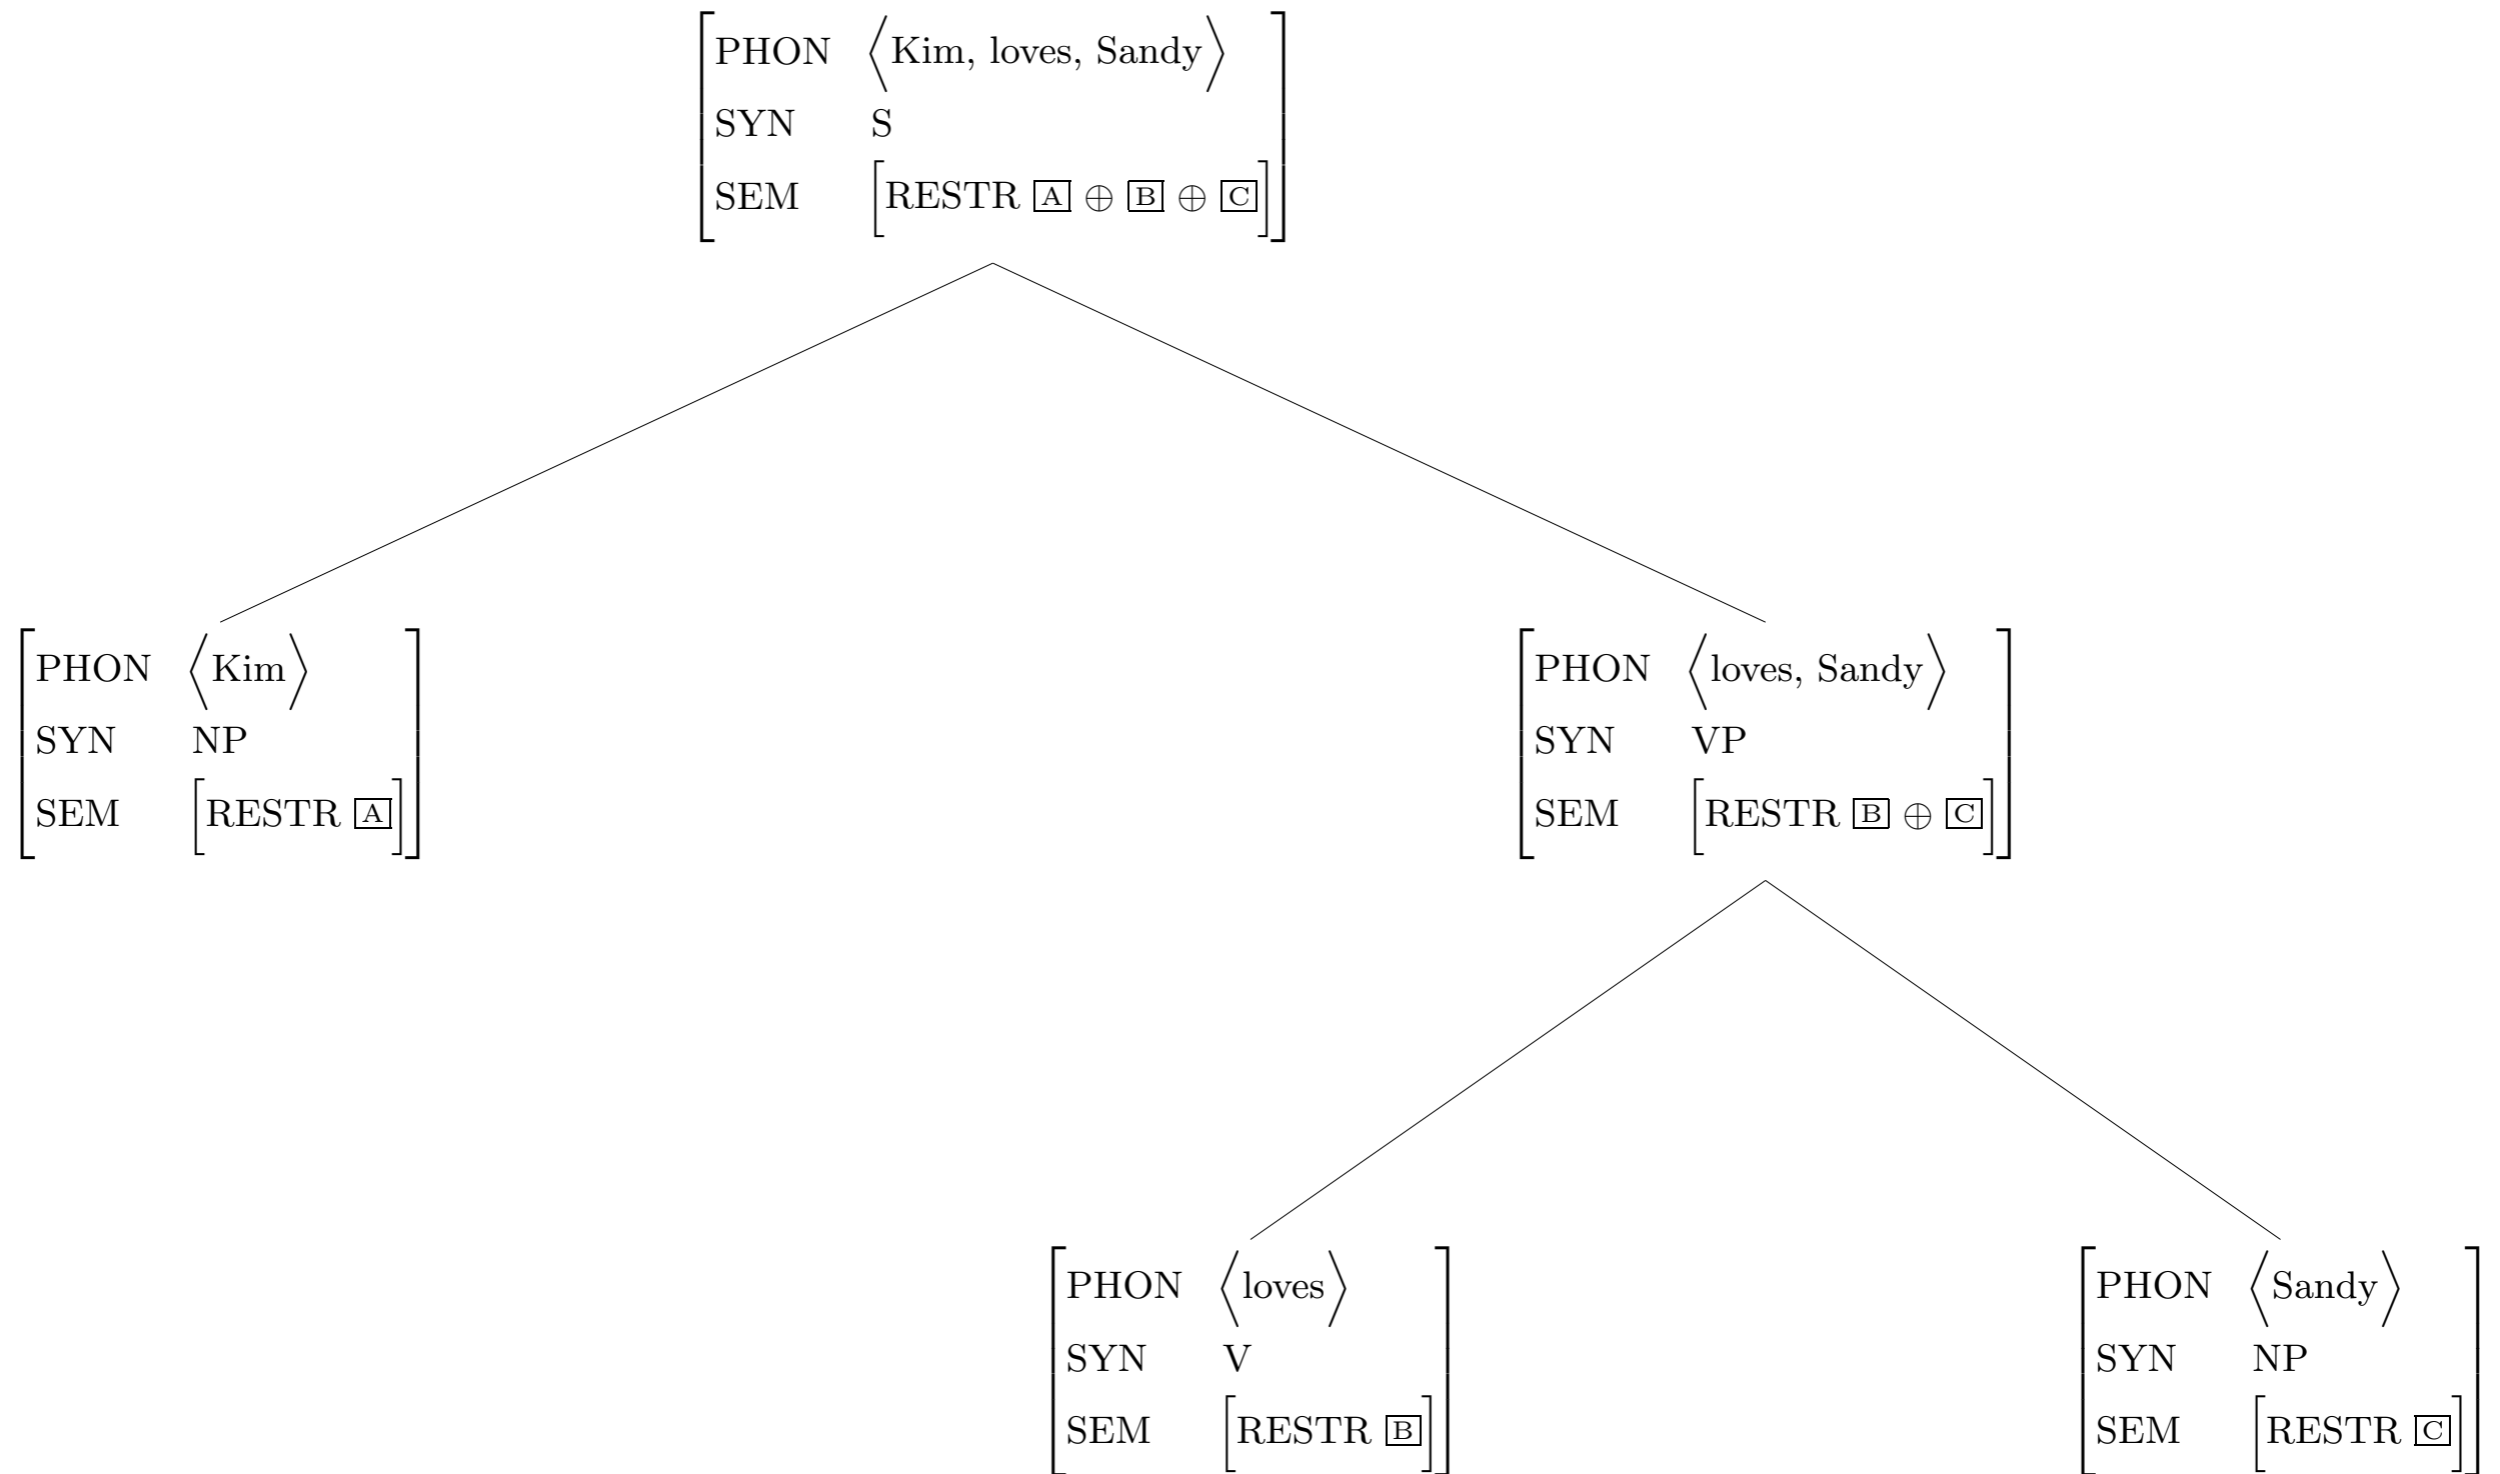 PHON ⟨Kim, loves, Sandy⟩
SYN S
SEM [RESTR A ⊕ B ⊕ C]
PHON ⟨Kim⟩
SYN NP
SEM [RESTR A]
PHON ⟨loves, Sandy⟩
SYN VP
SEM [RESTR B ⊕ C]
PHON ⟨loves⟩
SYN V
SEM [RESTR B]
PHON ⟨Sandy⟩
SYN NP
SEM [RESTR C]